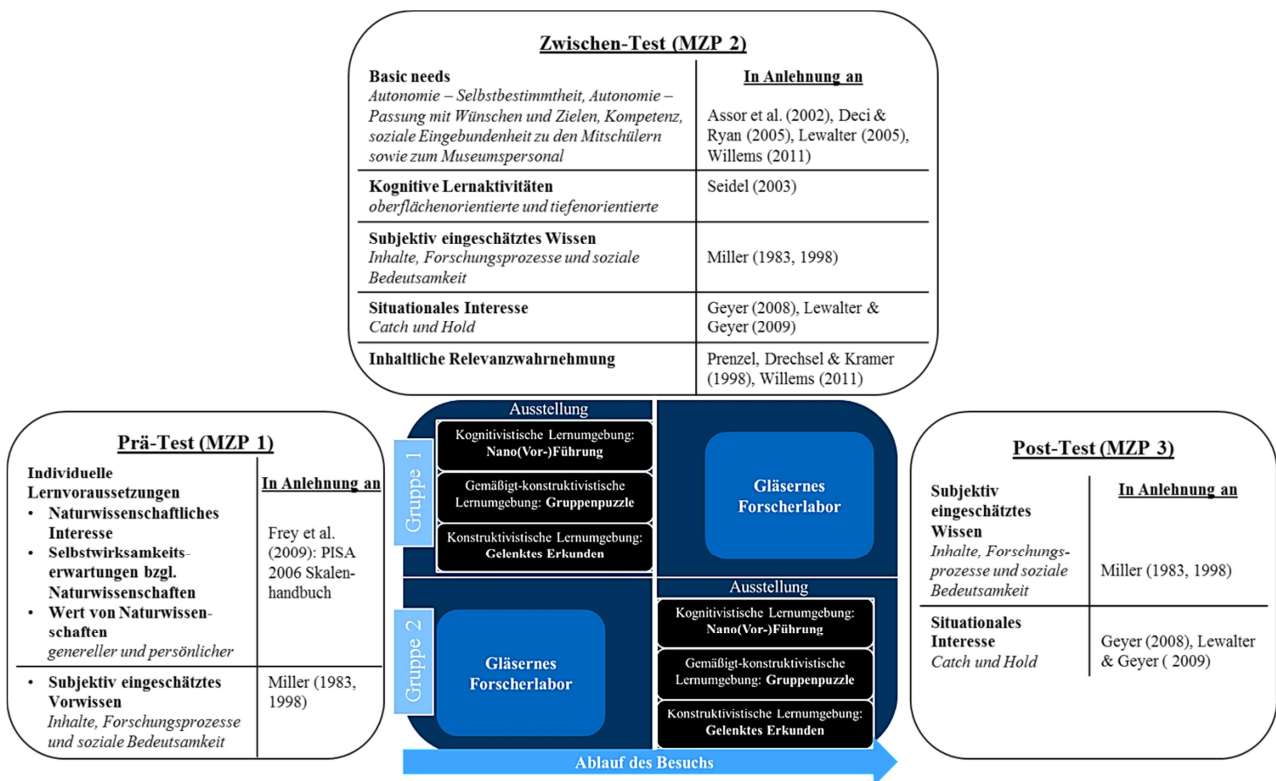 Zwischen-Test (MZP 2)
Basic needs
Autonomie – Selbstbestimmtheit, Autonomie –
Passung mit Wünschen und Zielen, Kompetenz,
soziale Eingebundenheit zu den Mitschülern
sowie zum Museumspersonal
In Anlehnung an
Assor et al. (2002), Deci &
Ryan (2005), Lewalter (2005),
Willems (2011)
Kognitive Lernaktivitäten
oberflächenorientierte und tiefenorientierte
Seidel (2003)
Subjektiv eingeschätztes Wissen
Inhalte, Forschungsprozesse und soziale
Bedeutsamkeit
Miller (1983, 1998)
Situationales Interesse
Catch und Hold
Geyer (2008), Lewalter &
Geyer (2009)
Inhaltliche Relevanzwahrnehmung
Prenzel, Drechsel & Kramer
(1998), Willems (2011)
Prä-Test (MZP 1)
Individuelle
Lernvoraussetzungen
• Naturwissenschaftliches
Interesse
• Selbstwirksamkeits-
erwartungen bzgl.
Naturwissenschaften
• Wert von Naturwissen-
schaften
genereller und persönlicher
In Anlehnung an
Frey et al.
(2009): PISA
2006 Skalen-
handbuch
• Subjektiv eingeschätztes
Vorwissen
Inhalte, Forschungsprozesse
und soziale Bedeutsamkeit
Miller (1983,
1998)
Gruppe 1
Ausstellung
Kognitivistische Lernumgebung:
Nano(Vor-)Führung
Gemäßigt-konstruktivistische
Lernumgebung: Gruppenpuzzle
Konstruktivistische Lernumgebung:
Gelenktes Erkunden
Gläsernes
Forscherlabor
Gruppe 2
Gläsernes
Forscherlabor
Ausstellung
Kognitivistische Lernumgebung:
Nano(Vor-)Führung
Gemäßigt-konstruktivistische
Lernumgebung: Gruppenpuzzle
Konstruktivistische Lernumgebung:
Gelenktes Erkunden
Ablauf des Besuchs
Post-Test (MZP 3)
Subjektiv
eingeschätztes
Wissen
Inhalte, Forschungs-
prozesse und soziale
Bedeutsamkeit
In Anlehnung an
Miller (1983, 1998)
Situationales
Interesse
Catch und Hold
Geyer (2008), Lewalter
& Geyer ( 2009)